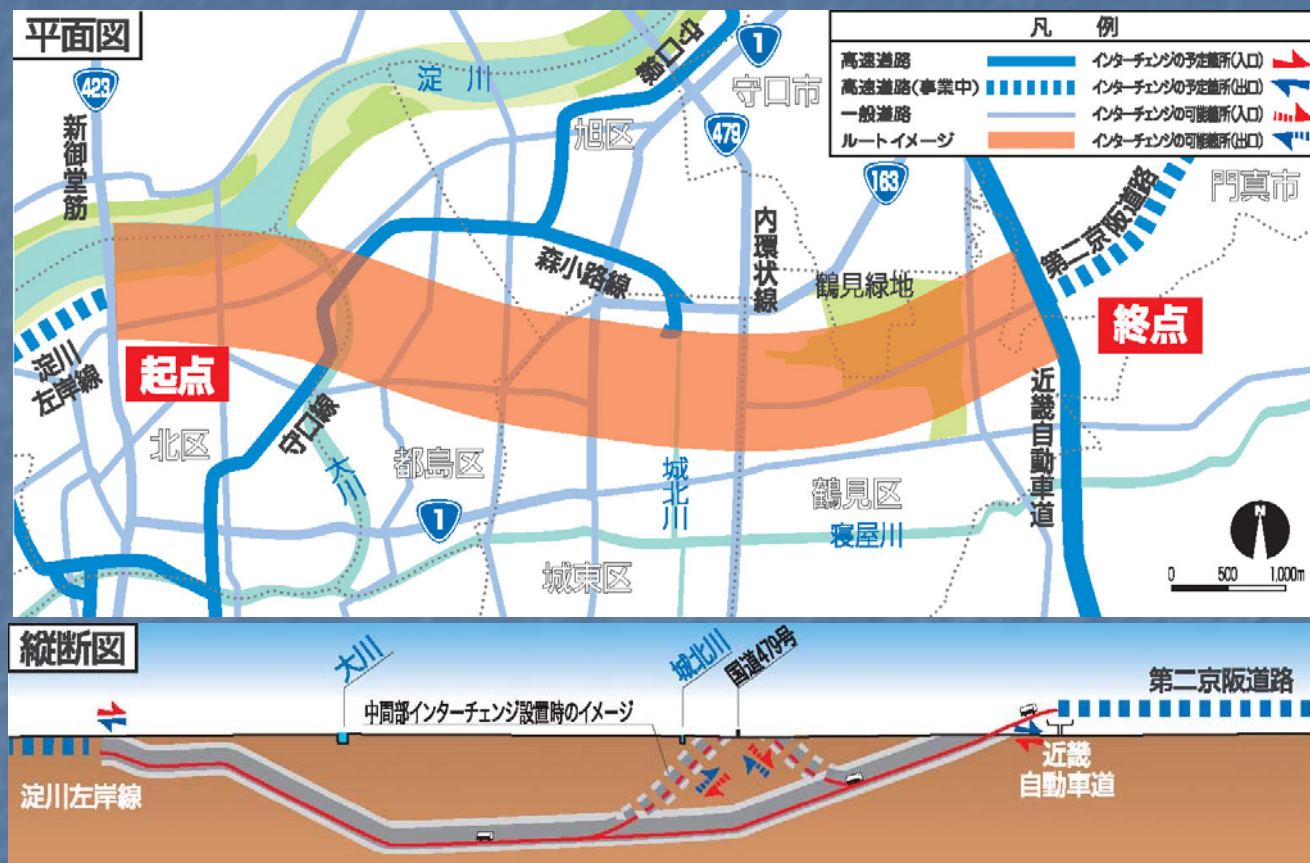 平面図
凡 例
高速道路
インターチェンジの予定箇所(入口)
高速道路(事業中)
インターチェンジの予定箇所(出口)
一般道路
インターチェンジの可能箇所(入口)
ルートイメージ
インターチェンジの可能箇所(出口)
423
新御堂筋
淀川
守口線
1
守口市
旭区
479
163
門真市
内環状線
第二京阪道路
森小路線
鶴見緑地
終点
淀川
左岸線
起点
北区
守口線
大川
都島区
1
城北川
鶴見区
近畿自動車道
寝屋川
城東区
N
0 500 1,000m
縦断図
大川
城北川
国道479号
第二京阪道路
中間部インターチェンジ設置時のイメージ
淀川左岸線
近畿
自動車道